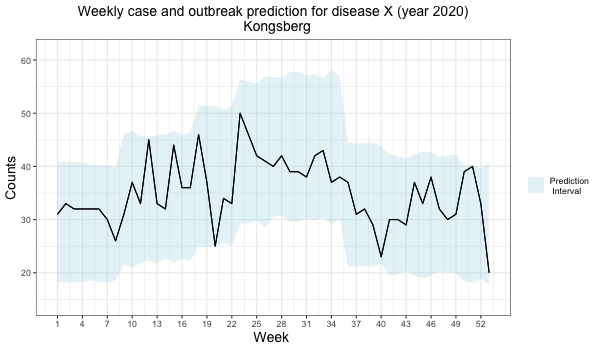 Weekly case and outbreak prediction for disease X (year 2020)
Kongsberg
60
50
40
30
20
Counts
1 4 7 10 13 16 19 22 25 28 31 34 37 40 43 46 49 52
Week
Prediction
Interval